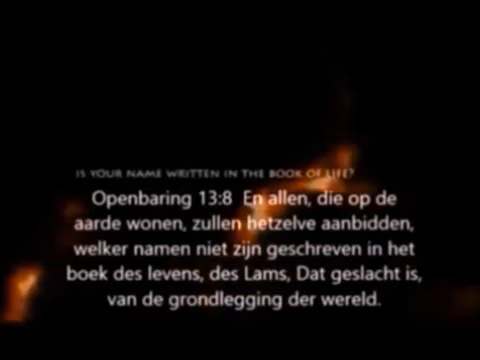 IS YOUR NAME WRITTEN IN THE BOOK OF LIFE?
Openbaring 13:8 En allen, die op de
aarde wonen, zullen hetzelve aanbidden,
welker namen niet zijn geschreven in het
boek des levens, des Lams, Dat geslacht is,
van de grondlegging der wereld.